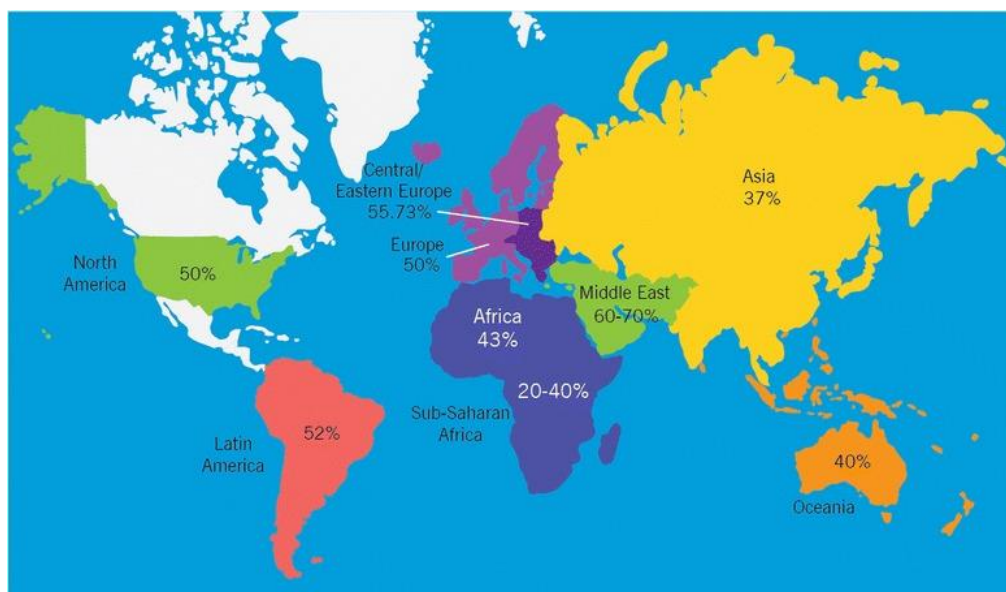 North
America
50%
Latin
America
52%
Central/
Eastern Europe
55.73%
Europe
50%
Africa
43%
20-40%
Sub-Saharan
Africa
Middle East
60-70%
Asia
37%
40%
Oceania